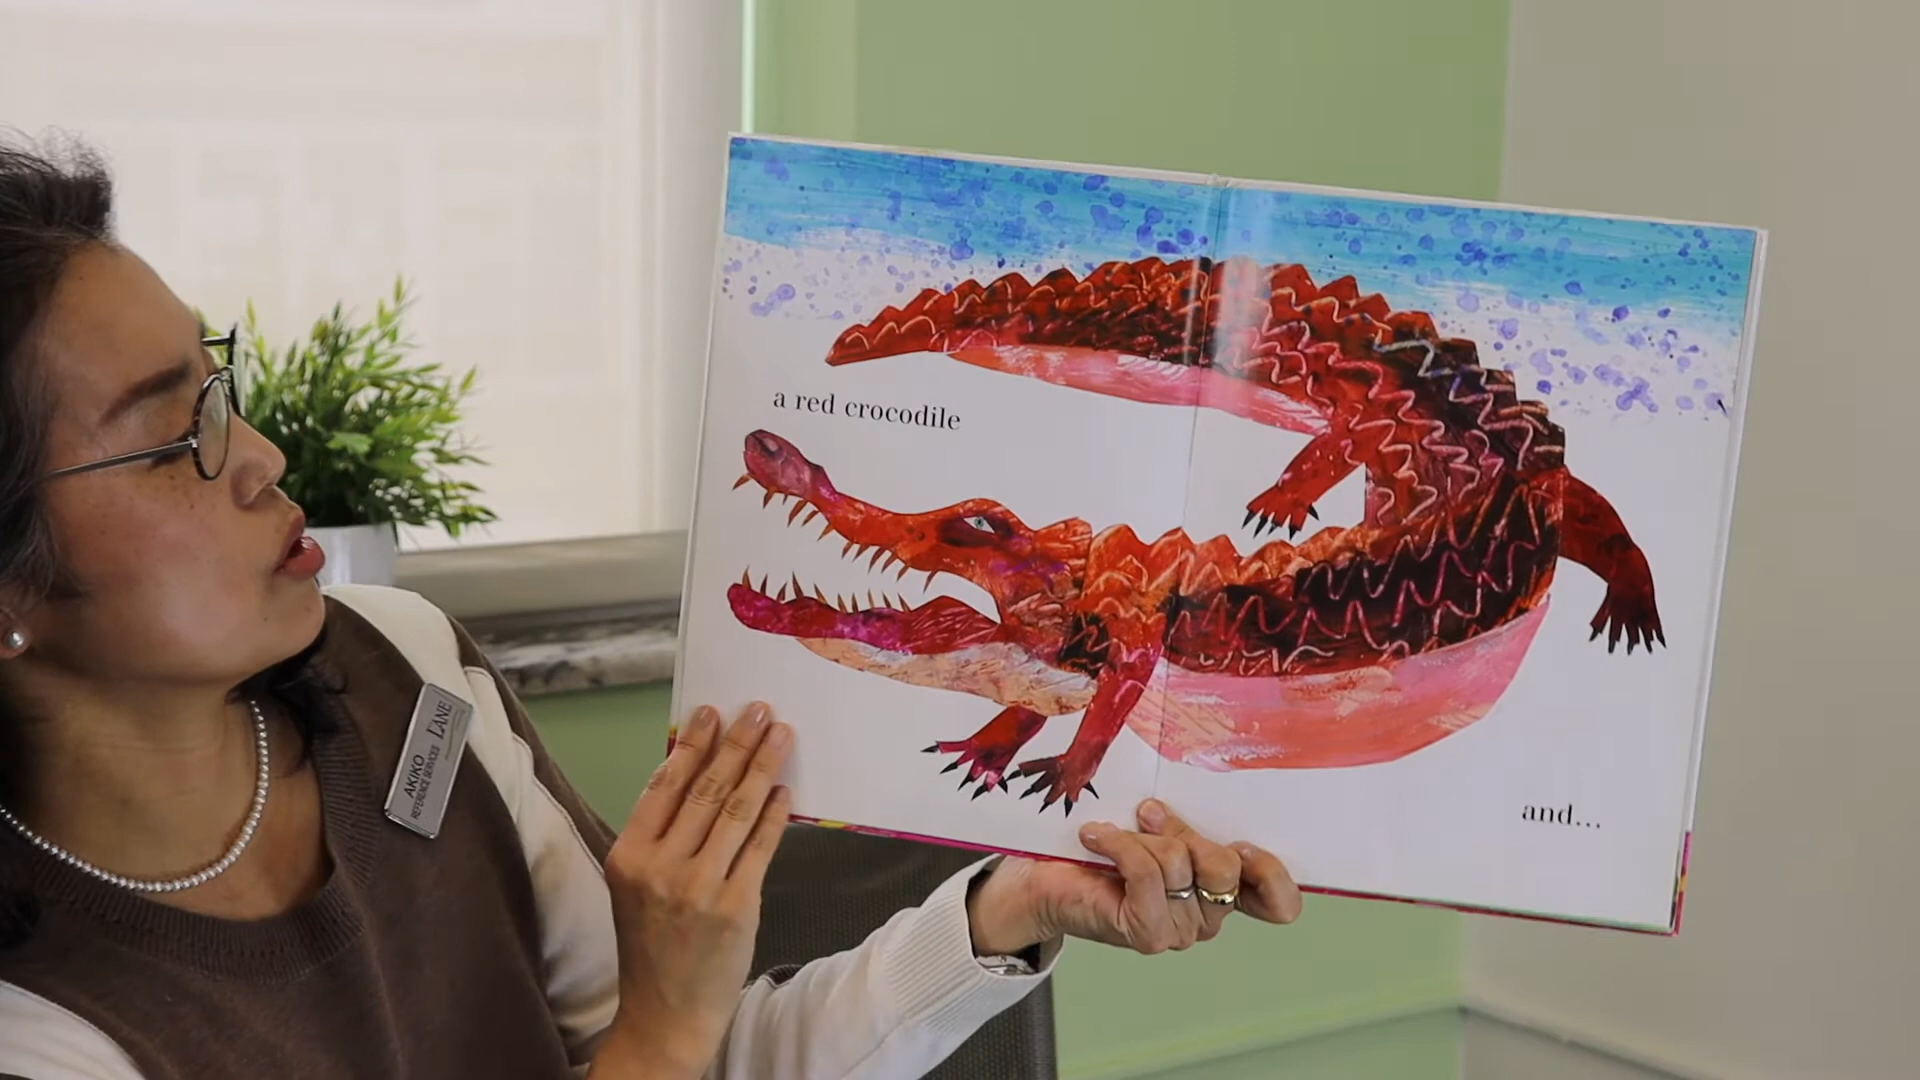 a red crocodile
and...
AKIKO
REFERENCE SERVICES
LANE